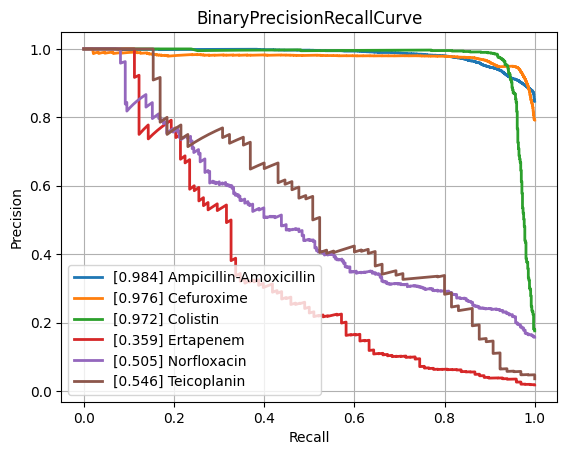 BinaryPrecisionRecallCurve
Precision
1.0
0.8
0.6
0.4
0.2
0.0
[0.984] Ampicillin-Amoxicillin
[0.976] Cefuroxime
[0.972] Colistin
[0.359] Ertapenem
[0.505] Norfloxacin
[0.546] Teicoplanin
0.0 0.2 0.4 0.6 0.8 1.0
Recall